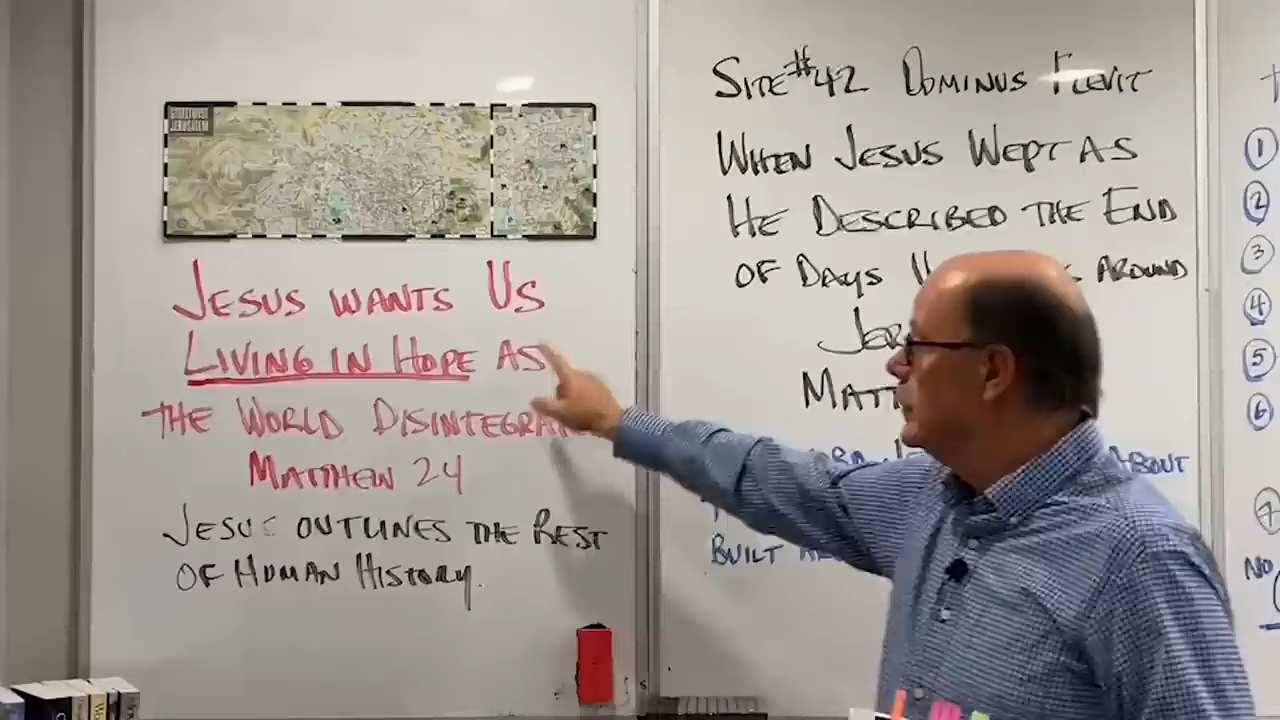 JERUSALEM
JESUS WANTS US
LIVING IN HOPE AS
THE WORLD
MATTHEW 24
JESUS OUTLINES THE REST
OF HUMAN HISTORY.
SITE #42 DOMINUS FLEVIT
WHEN JESUS WEPT AS
HE DESCRIBED THE END
OF DAYS AROUND
ABOUT
BUILT
1
2
3
4
5
6
7
NO